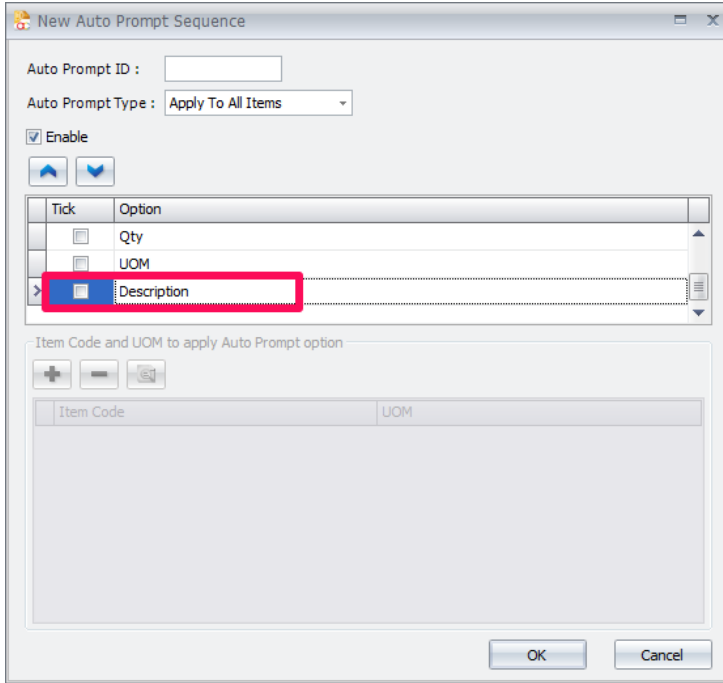 New Auto Prompt Sequence
Auto Prompt ID :
Auto Prompt Type : Apply To All Items
Enable
Tick Option
Qty
UOM
Description
Item Code and UOM to apply Auto Prompt option
Item Code UOM
OK Cancel